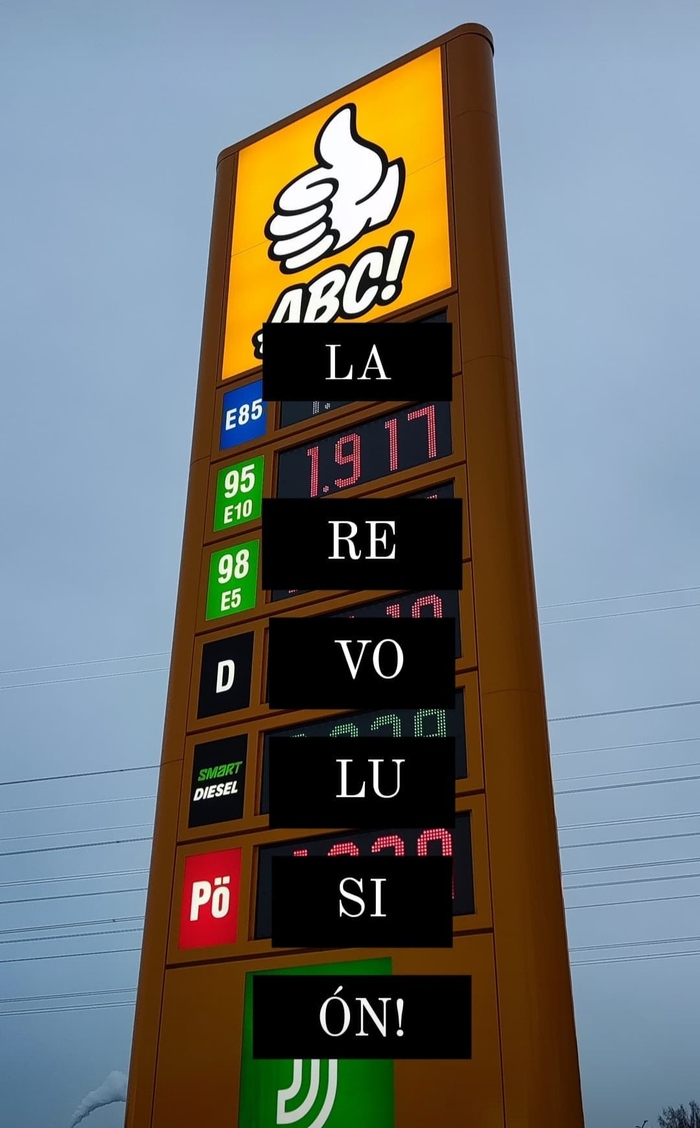 ABC!
LA
E85
1.917
95
E10
RE
98
E5
VO
D
LU
SMART
DIESEL
SI
Pö
ÓN!